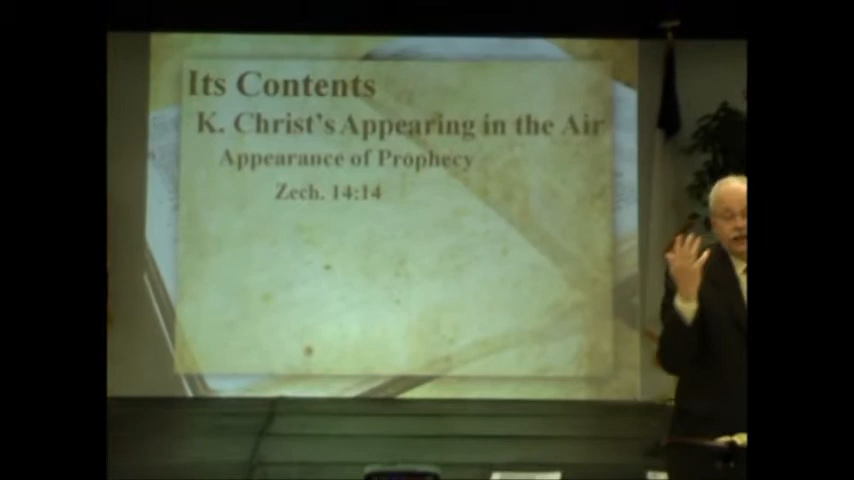 Its Contents
K. Christ's Appearing in the Air
Appearance of Prophecy
Zech. 14:14